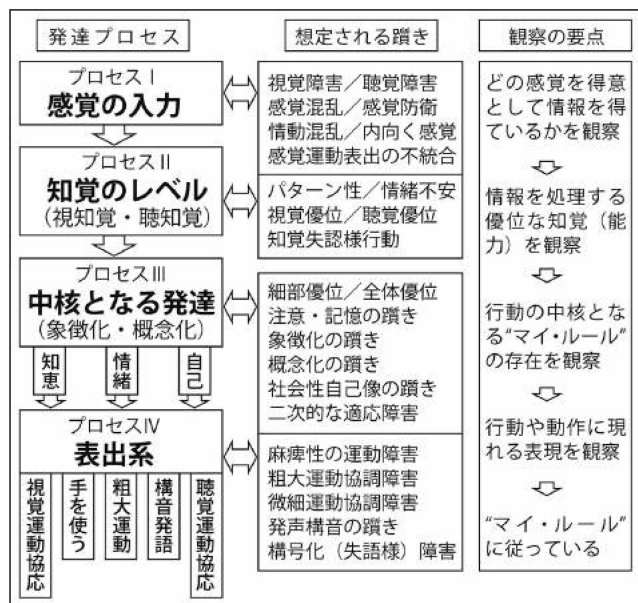 発達プロセス
プロセスⅠ
感覚の入力
プロセスⅡ
知覚のレベル
(視知覚・聴知覚)
プロセスⅢ
中核となる発達
(象徴化・概念化)
知恵
情緒
自己
プロセスⅣ
表出系
視覚運動協応
手を使う
粗大運動
構音発語
聴覚運動協応
想定される躓き
視覚障害／聴覚障害
感覚混乱／感覚防衛
情動混乱／内向く感覚
感覚運動表出の不統合
パターン性／情緒不安
視覚優位／聴覚優位
知覚失認様行動
細部優位／全体優位
注意・記憶の躓き
象徴化の躓き
概念化の躓き
社会性自己像の躓き
二次的な適応障害
麻痺性の運動障害
粗大運動協調障害
微細運動協調障害
発声構音の躓き
構号化（失語様）障害
観察の要点
どの感覚を得意
として情報を得
ているかを観察
情報を処理する
優位な知覚（能
力）を観察
行動の中核とな
る“マイ・ルール”
の存在を観察
行動や動作に現
れる表現を観察
“マイ・ルール”
に従っている